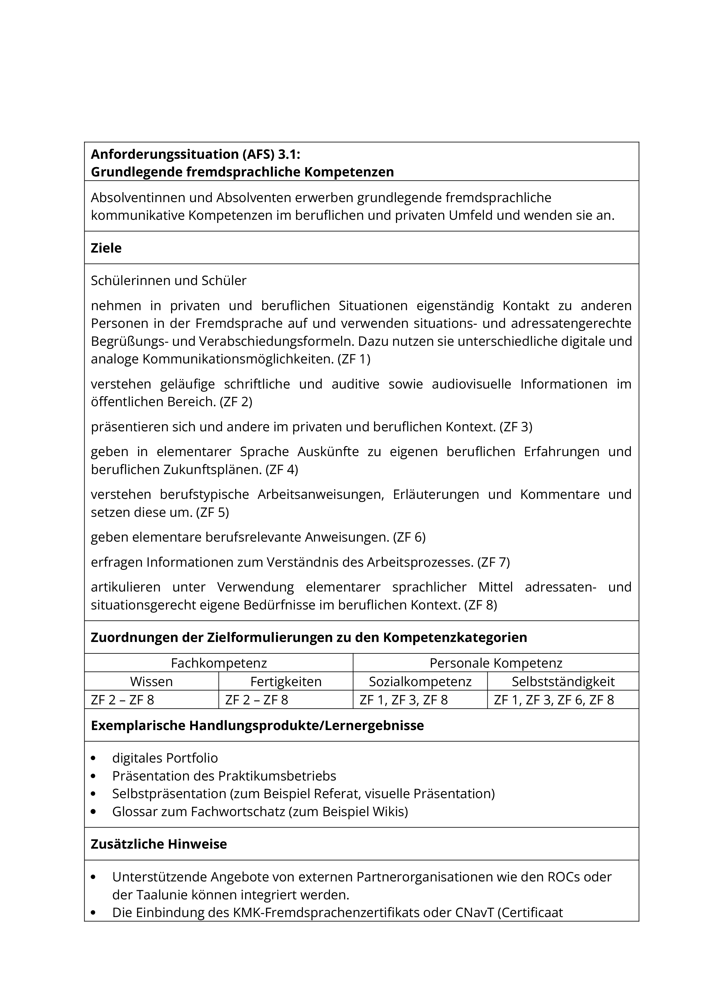 Anforderungssituation (AFS) 3.1:
Grundlegende fremdsprachliche Kompetenzen
Absolventinnen und Absolventen erwerben grundlegende fremdsprachliche
kommunikative Kompetenzen im beruflichen und privaten Umfeld und wenden sie an.
Ziele
Schülerinnen und Schüler
nehmen in privaten und beruflichen Situationen eigenständig Kontakt zu anderen
Personen in der Fremdsprache auf und verwenden situations- und adressatengerechte
Begrüßungs- und Verabschiedungsformeln. Dazu nutzen sie unterschiedliche digitale und
analoge Kommunikationsmöglichkeiten. (ZF 1)
verstehen geläufige schriftliche und auditive sowie audiovisuelle Informationen im
öffentlichen Bereich. (ZF 2)
präsentieren sich und andere im privaten und beruflichen Kontext. (ZF 3)
geben in elementarer Sprache Auskünfte zu eigenen beruflichen Erfahrungen und
beruflichen Zukunftsplänen. (ZF 4)
verstehen berufstypische Arbeitsanweisungen, Erläuterungen und Kommentare und
setzen diese um. (ZF 5)
geben elementare berufsrelevante Anweisungen. (ZF 6)
erfragen Informationen zum Verständnis des Arbeitsprozesses. (ZF 7)
artikulieren unter Verwendung elementarer sprachlicher Mittel adressaten- und
situationsgerecht eigene Bedürfnisse im beruflichen Kontext. (ZF 8)
Zuordnungen der Zielformulierungen zu den Kompetenzkategorien
Fachkompetenz Personale Kompetenz
Wissen Fertigkeiten Sozialkompetenz Selbstständigkeit
ZF 2 – ZF 8 ZF 2 – ZF 8 ZF 1, ZF 3, ZF 8 ZF 1, ZF 3, ZF 6, ZF 8
Exemplarische Handlungsprodukte/Lernergebnisse
• digitales Portfolio
• Präsentation des Praktikumsbetriebs
• Selbstpräsentation (zum Beispiel Referat, visuelle Präsentation)
• Glossar zum Fachwortschatz (zum Beispiel Wikis)
Zusätzliche Hinweise
• Unterstützende Angebote von externen Partnerorganisationen wie den ROCs oder
der Taalunie können integriert werden.
• Die Einbindung des KMK-Fremdsprachenzertifikats oder CNavT (Certificaat